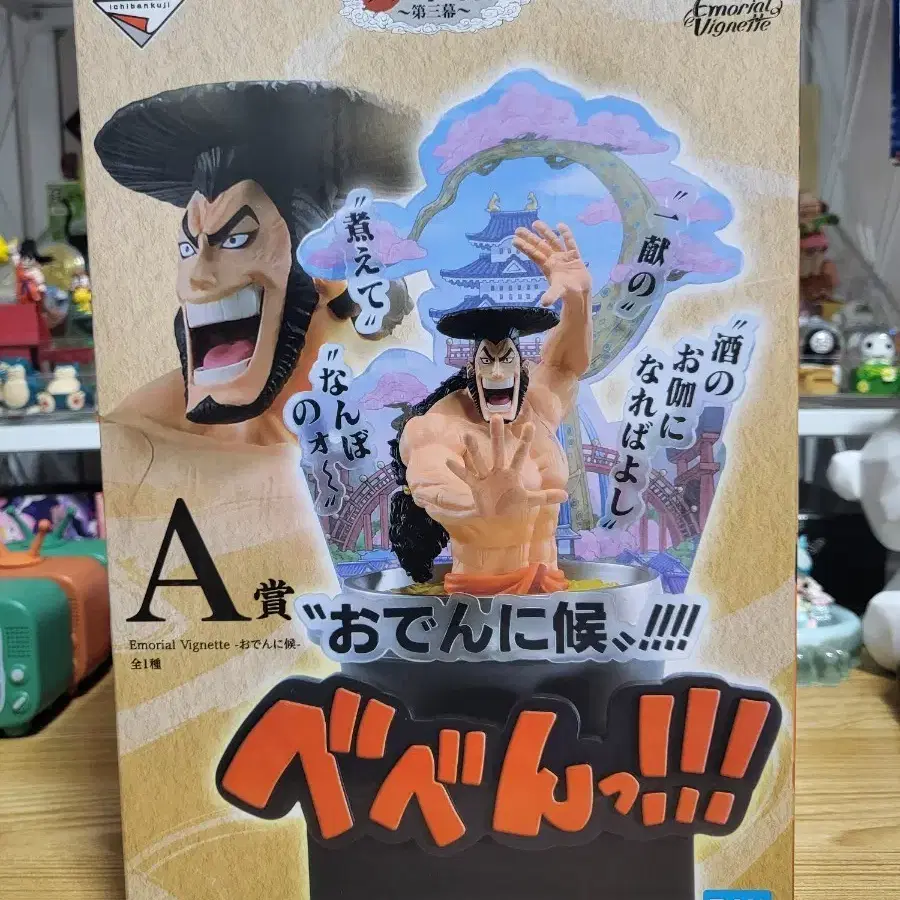 ichibankuji
～第三幕～
Emorial
Vignette
〝一献の〟
〝酒の
お伽に
なればよし〟
〝煮えて〟
〝なんぼ
のォ～〟
A賞
Emorial Vignette -おでんに候-
全1種
〝おでんに候〟!!!!
べべんっ!!!